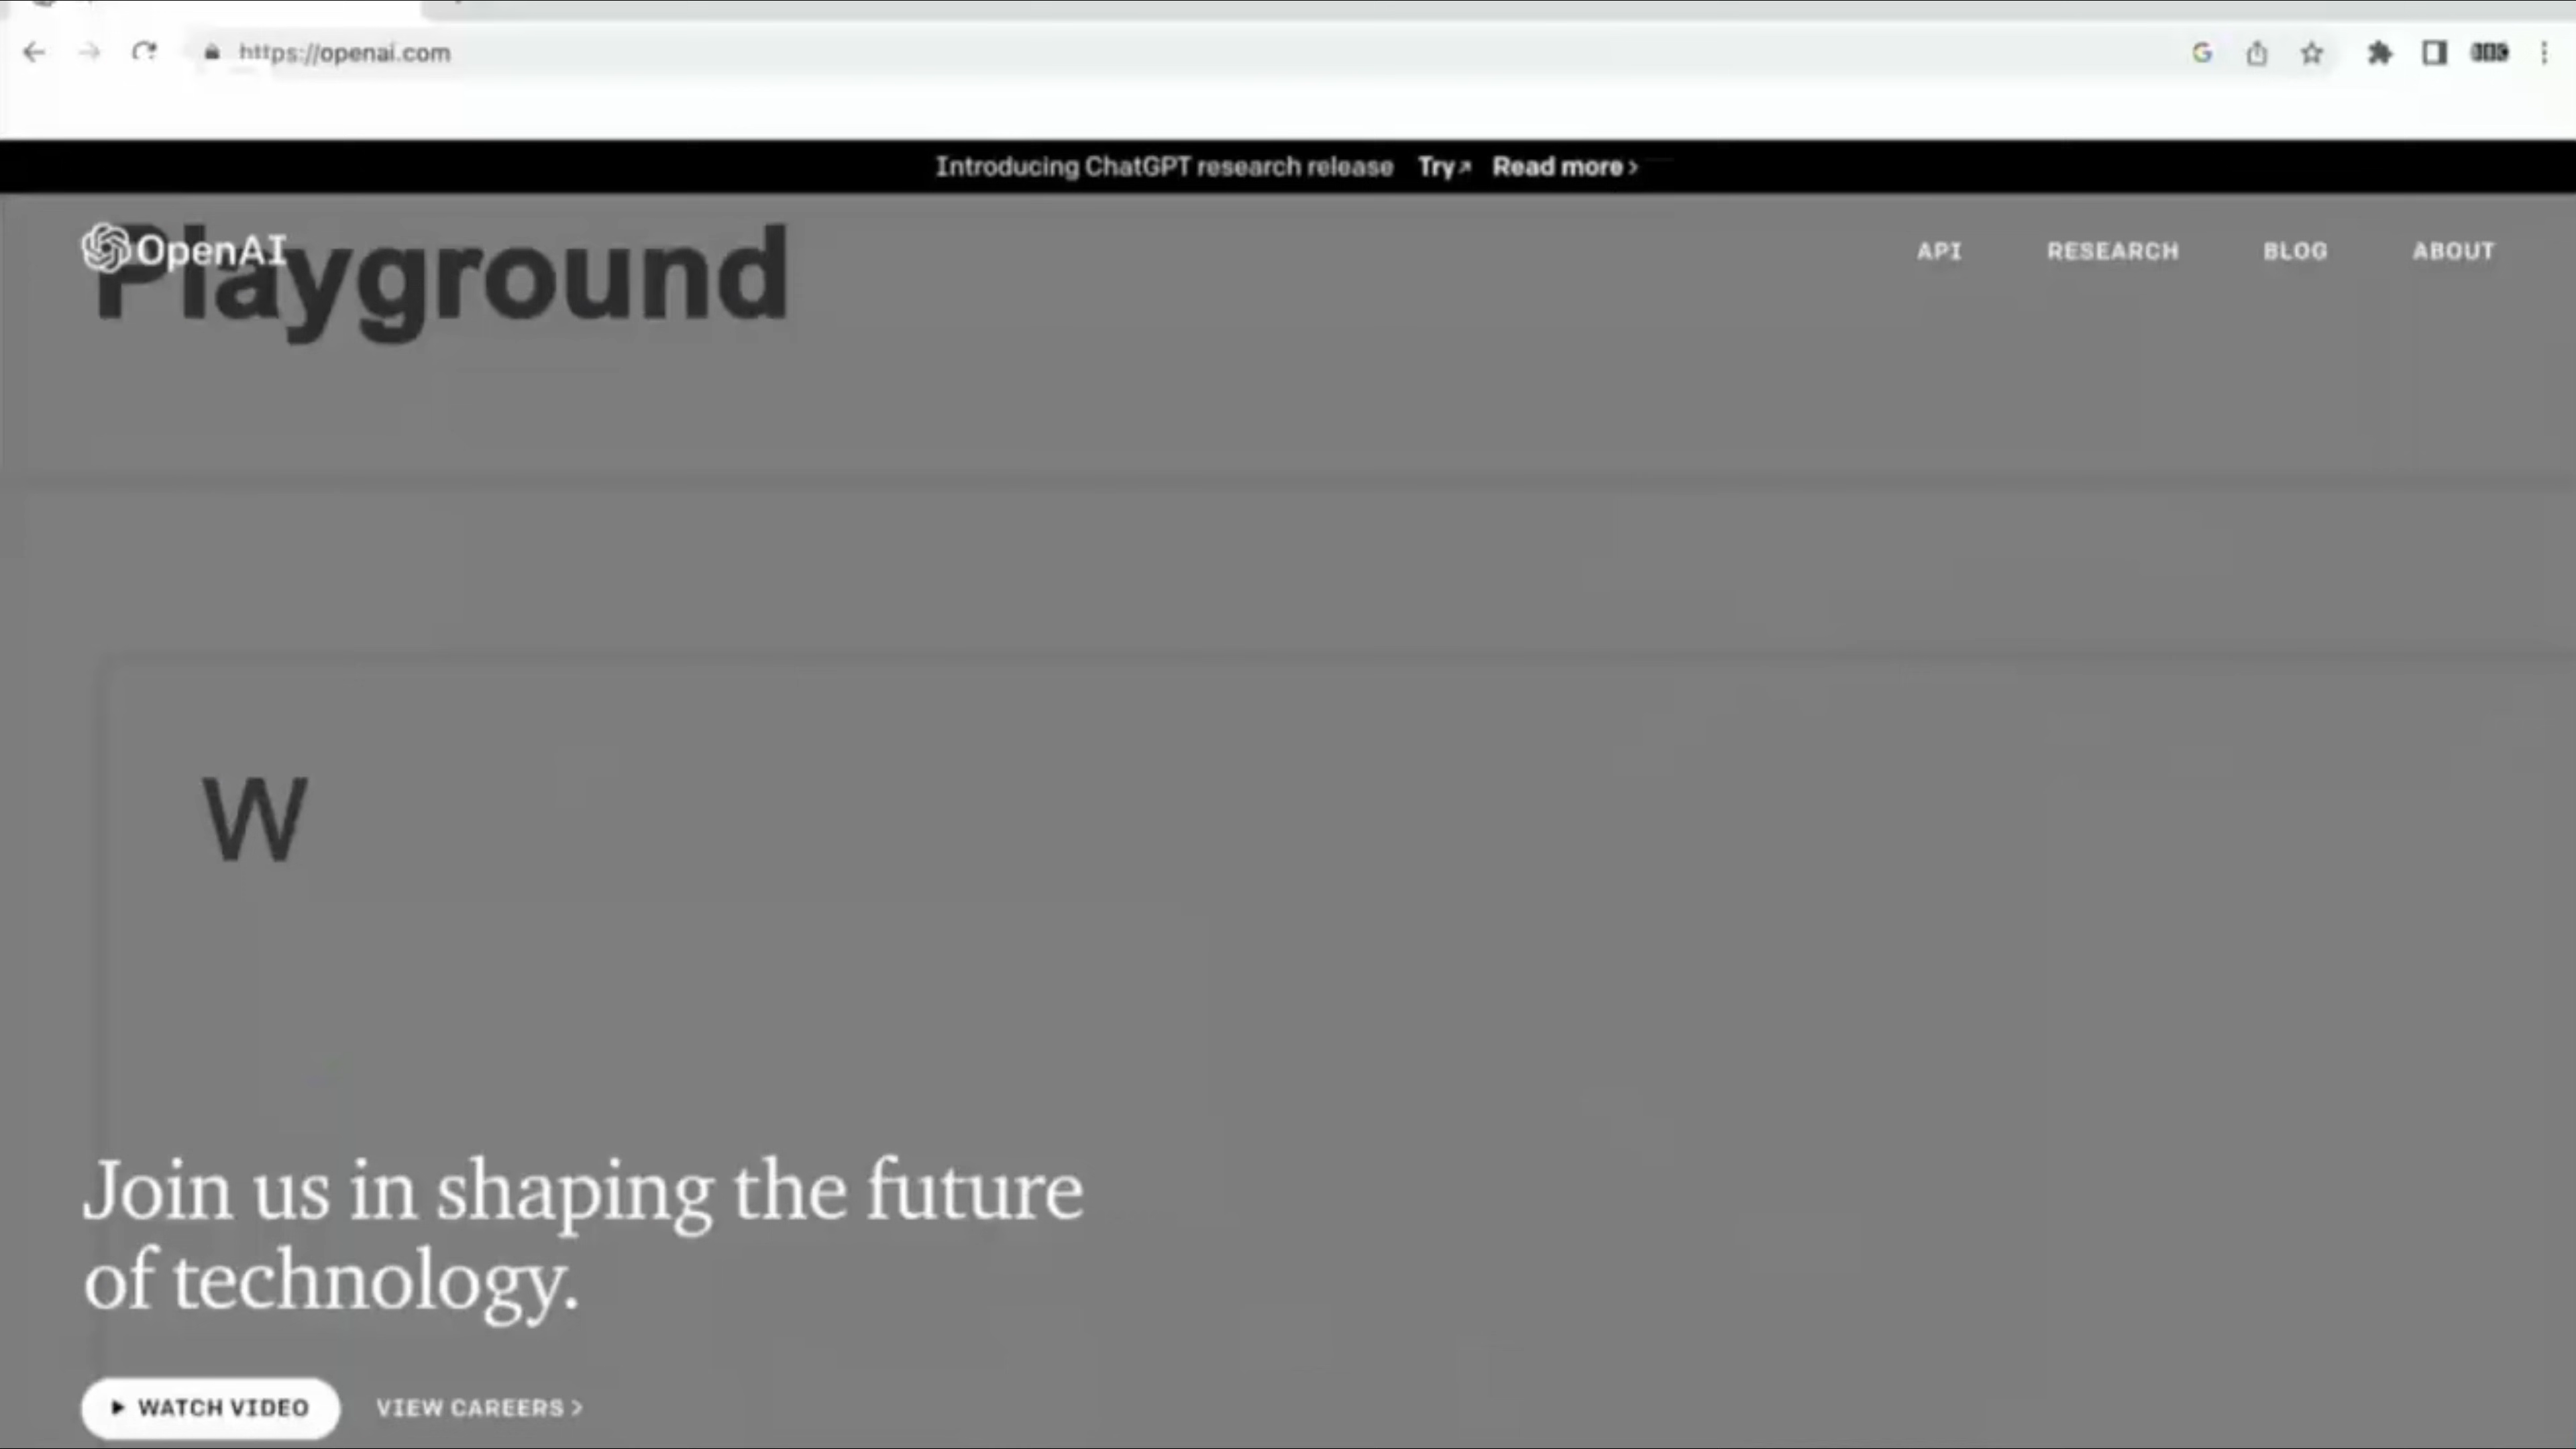 https://openai.com
Introducing ChatGPT research release Try↗ Read more >
OpenAI
Playground
API RESEARCH BLOG ABOUT
W
Join us in shaping the future
of technology.
WATCH VIDEO VIEW CAREERS >